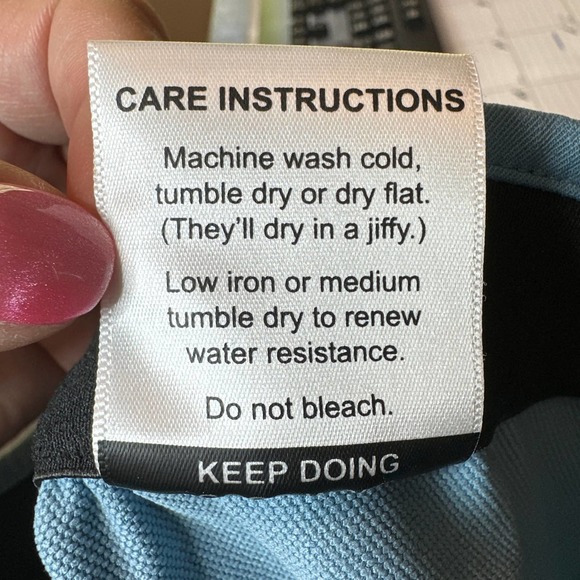 CARE INSTRUCTIONS
Machine wash cold,
tumble dry or dry flat.
(They'll dry in a jiffy.)
Low iron or medium
tumble dry to renew
water resistance.
Do not bleach.
KEEP DOING